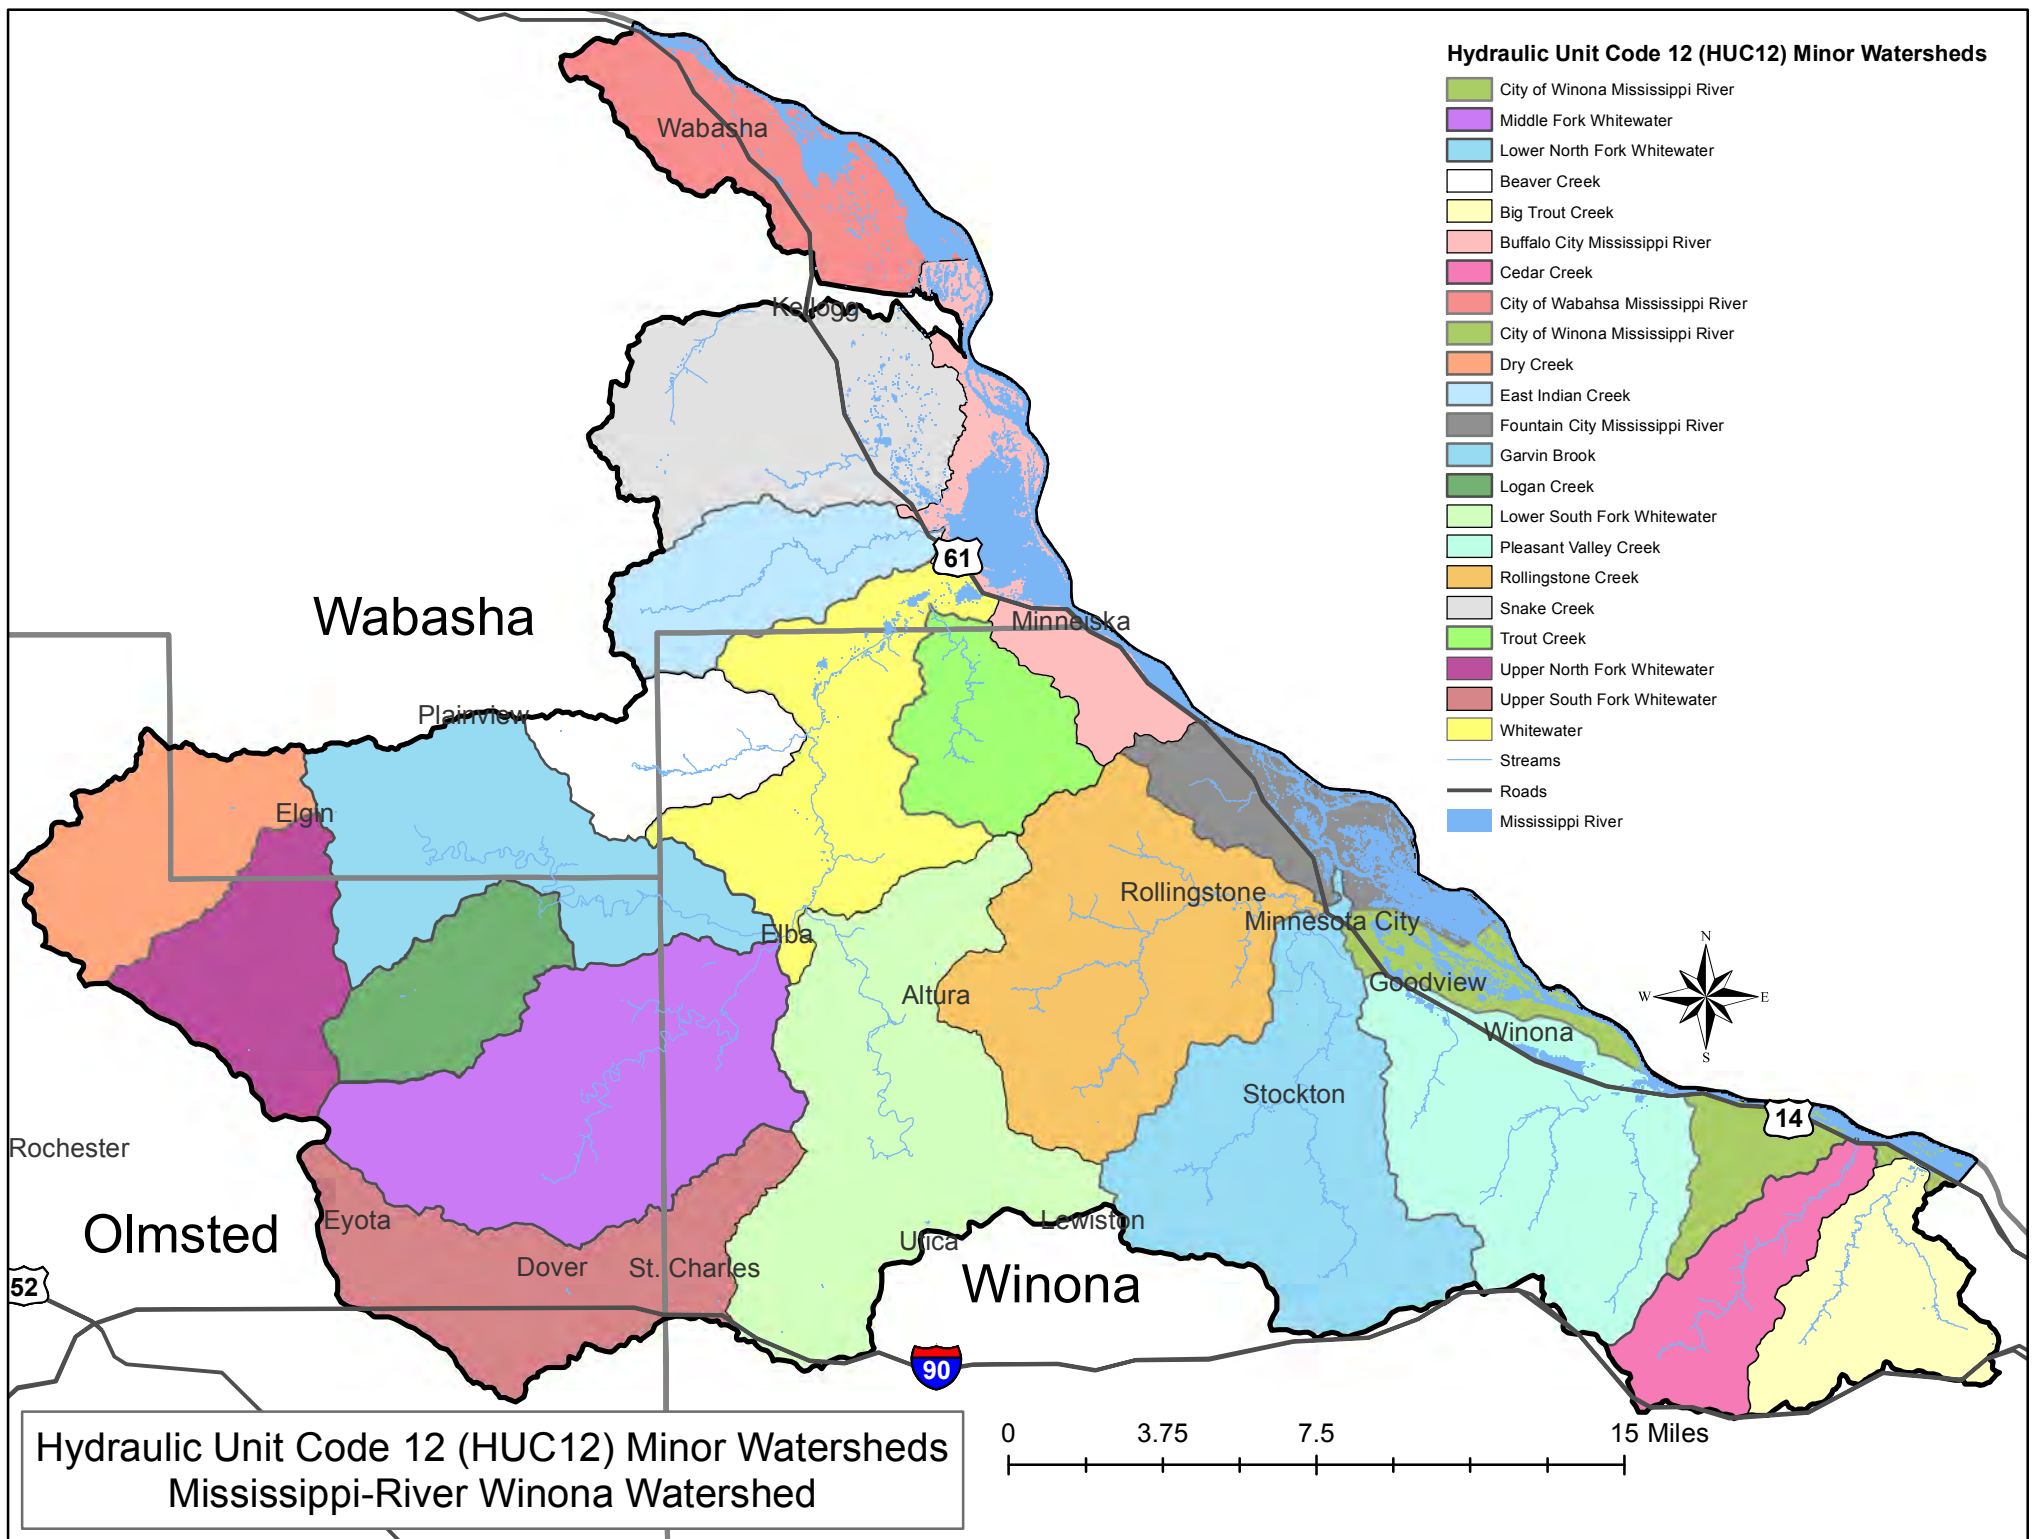 Hydraulic Unit Code 12 (HUC12) Minor Watersheds
City of Winona Mississippi River
Middle Fork Whitewater
Lower North Fork Whitewater
Beaver Creek
Big Trout Creek
Buffalo City Mississippi River
Cedar Creek
City of Wabahsa Mississippi River
City of Winona Mississippi River
Dry Creek
East Indian Creek
Fountain City Mississippi River
Garvin Brook
Logan Creek
Lower South Fork Whitewater
Pleasant Valley Creek
Rollingstone Creek
Snake Creek
Trout Creek
Upper North Fork Whitewater
Upper South Fork Whitewater
Whitewater
Streams
Roads
Mississippi River
Wabasha
Kellogg
61
Wabasha
Minneiska
Plainview
Elgin
Rollingstone
Minnesota City
Elba
Goodview
Altura
Winona
N
W
E
S
Stockton
14
Rochester
Eyota
Olmsted
Lewiston
Utica
Dover
St. Charles
Winona
52
90
0
3.75
7.5
15 Miles
Hydraulic Unit Code 12 (HUC12) Minor Watersheds
Mississippi-River Winona Watershed